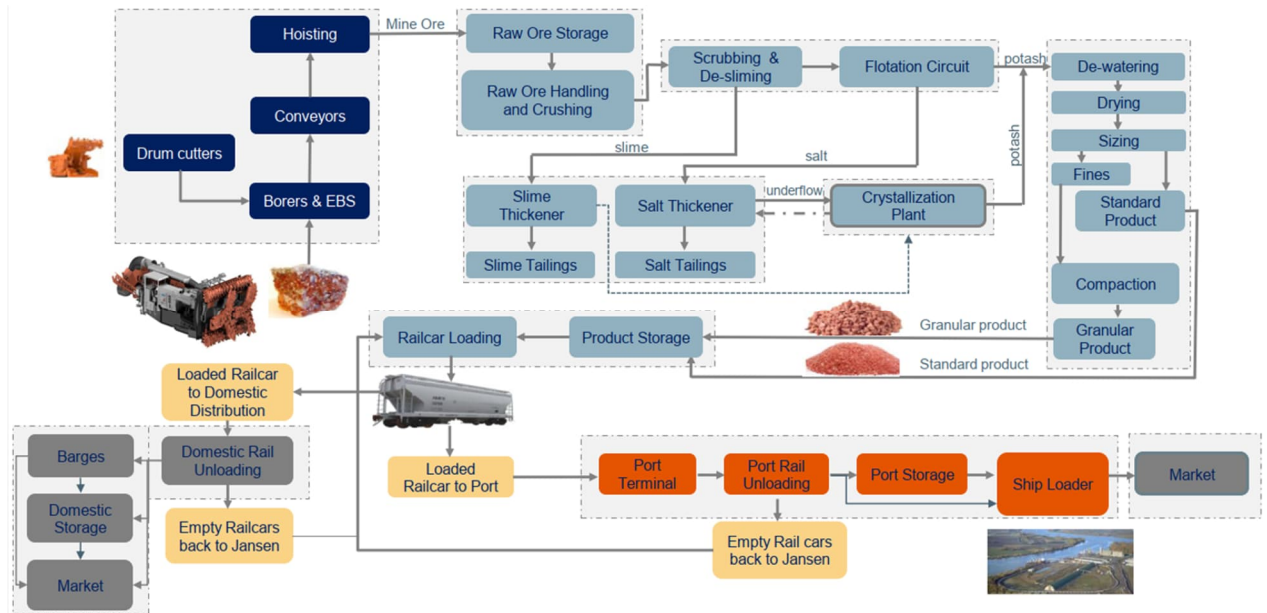 Hoisting
Mine Ore
Conveyors
Drum cutters
Borers & EBS
Raw Ore Storage
Raw Ore Handling
and Crushing
Scrubbing &
De-sliming
Flotation Circuit
potash
De-watering
Drying
Sizing
Fines
Standard
Product
Compaction
Granular
Product
slime
salt
Slime
Thickener
Slime Tailings
Salt Thickener
Salt Tailings
underflow
Crystallization
Plant
potash
Granular product
Standard product
Product Storage
Railcar Loading
Loaded Railcar
to Domestic
Distribution
Domestic Rail
Unloading
Barges
Domestic
Storage
Market
Empty Railcars
back to Jansen
Loaded
Railcar to Port
Port
Terminal
Port Rail
Unloading
Port Storage
Ship Loader
Market
Empty Rail cars
back to Jansen